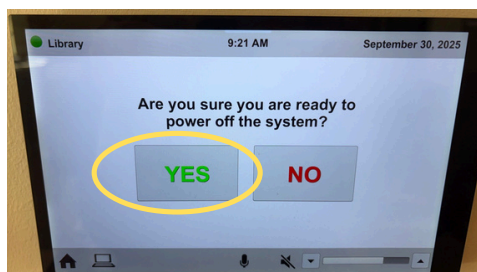 Library
9:21 AM
September 30, 2025
Are you sure you are ready to
power off the system?
YES
NO